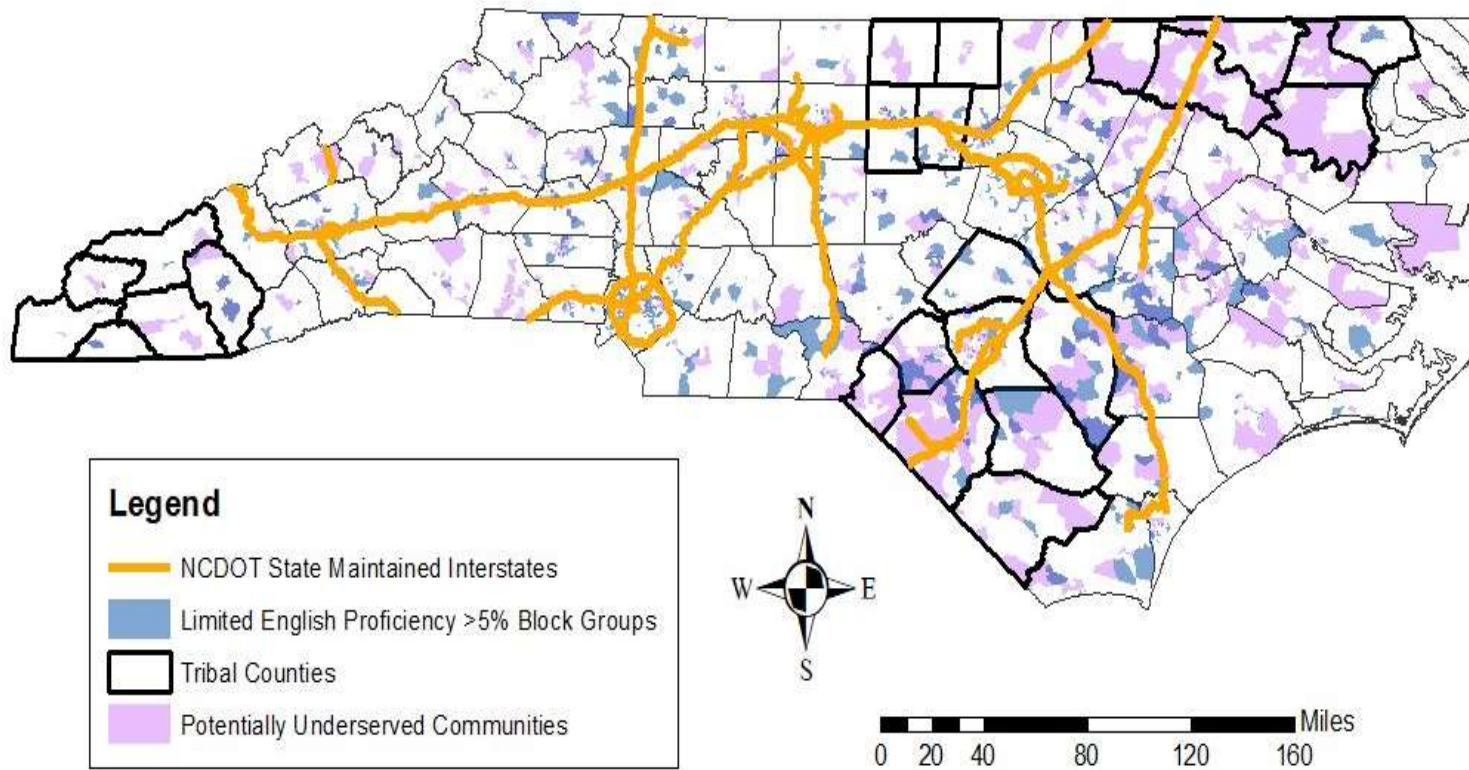 Legend
NCDOT State Maintained Interstates
Limited English Proficiency >5% Block Groups
Tribal Counties
Potentially Underserved Communities
N
W E
S
Miles
0 20 40 80 120 160